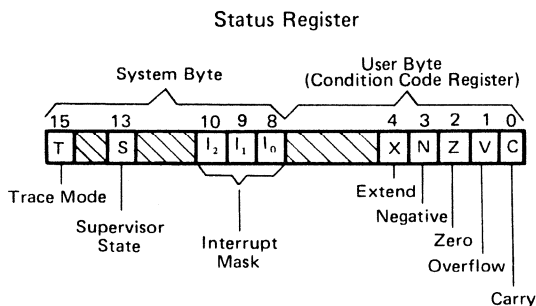 Status Register
System Byte
User Byte
(Condition Code Register)
15 13 10 9 8 4 3 2 1 0
T S I₂ I₁ I₀ X N Z V C
Trace Mode
Supervisor
State
Interrupt
Mask
Extend
Negative
Zero
Overflow
Carry